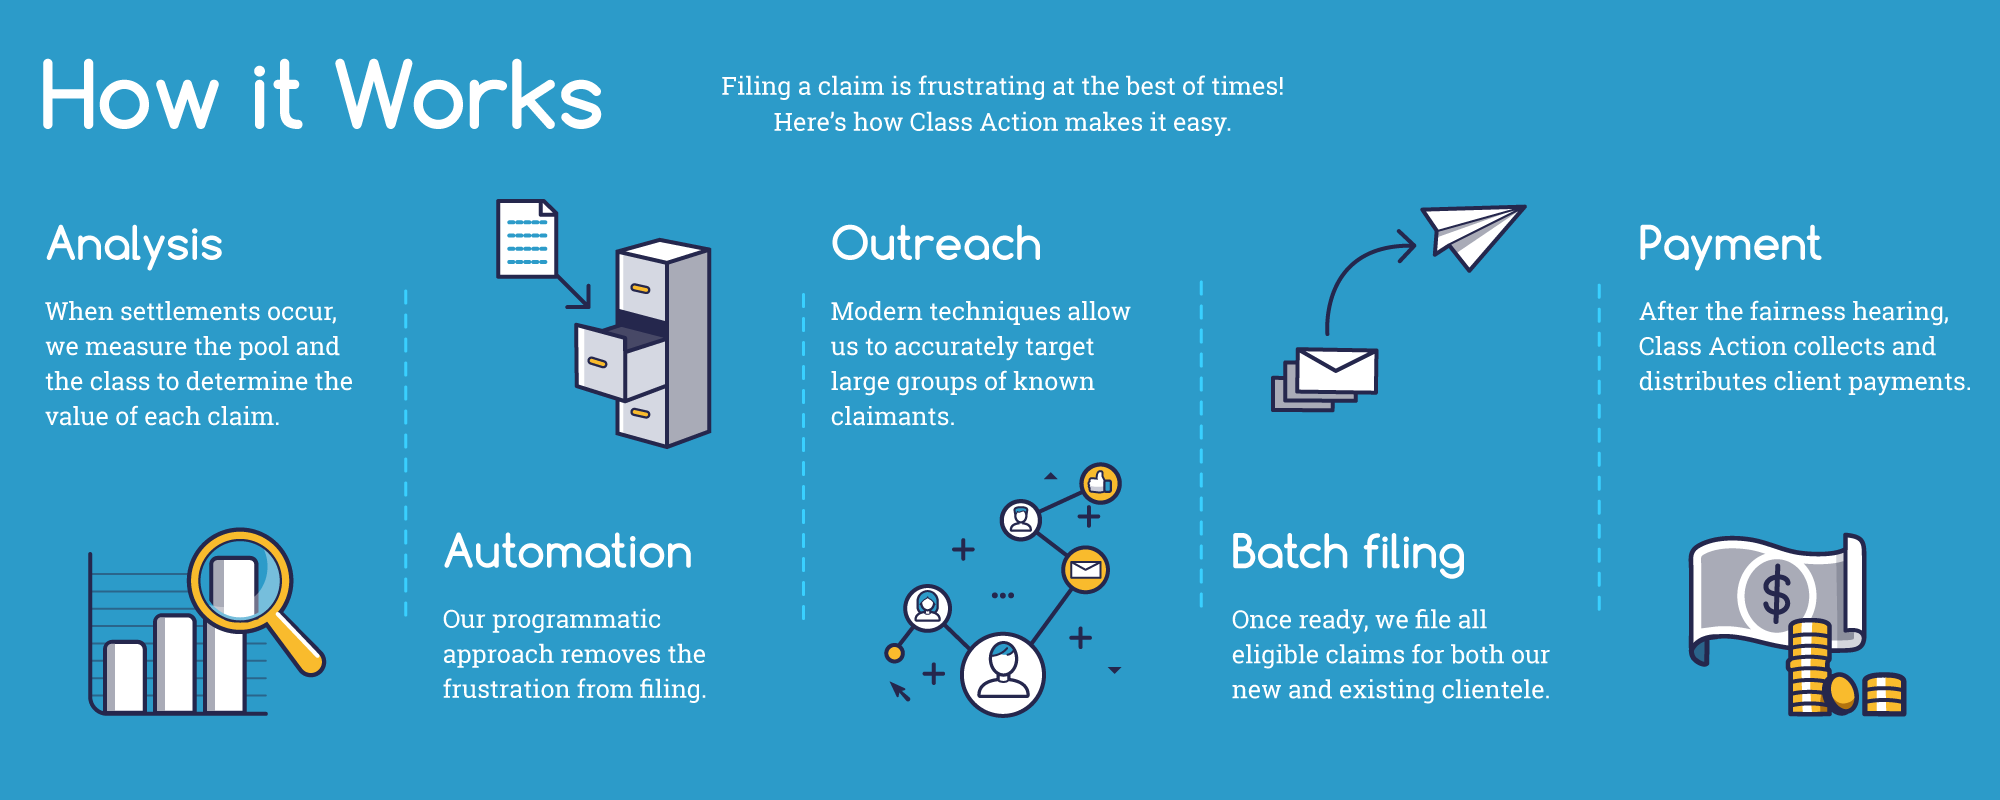 How it Works
Filing a claim is frustrating at the best of times!
Here's how Class Action makes it easy.
Analysis
When settlements occur,
we measure the pool and
the class to determine the
value of each claim.
Automation
Our programmatic
approach removes the
frustration from filing.
Outreach
Modern techniques allow
us to accurately target
large groups of known
claimants.
Batch filing
Once ready, we file all
eligible claims for both our
new and existing clientele.
Payment
After the fairness hearing,
Class Action collects and
distributes client payments.
$